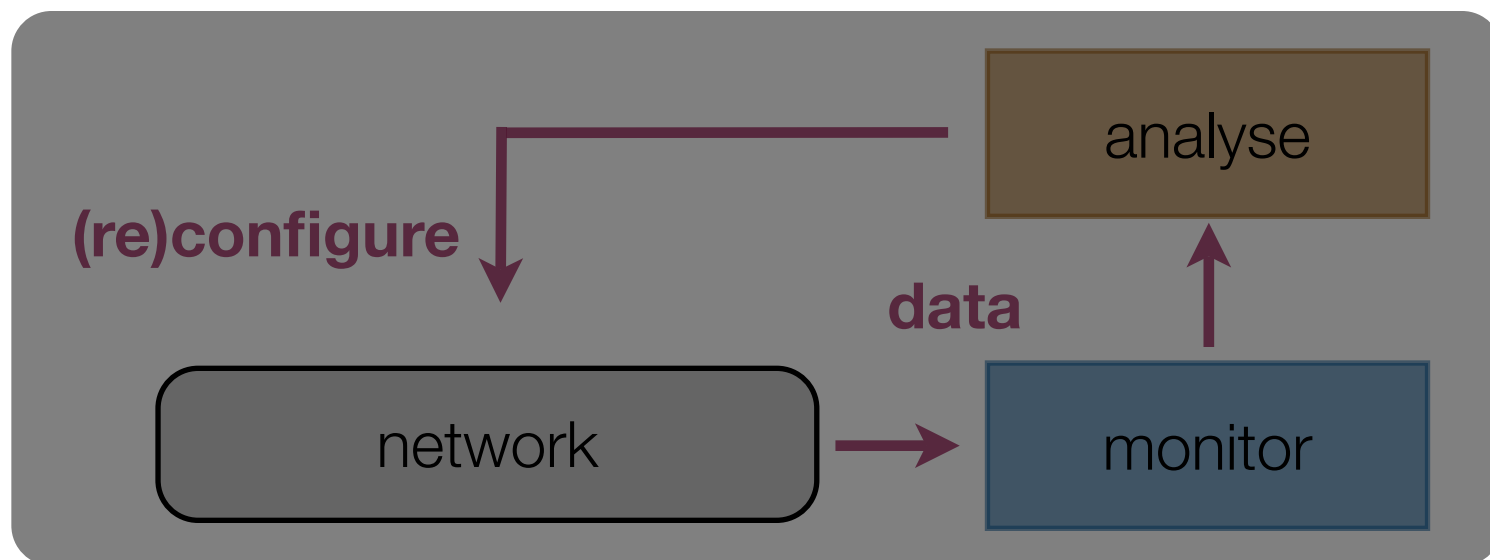 analyse
(re)configure
data
network
monitor